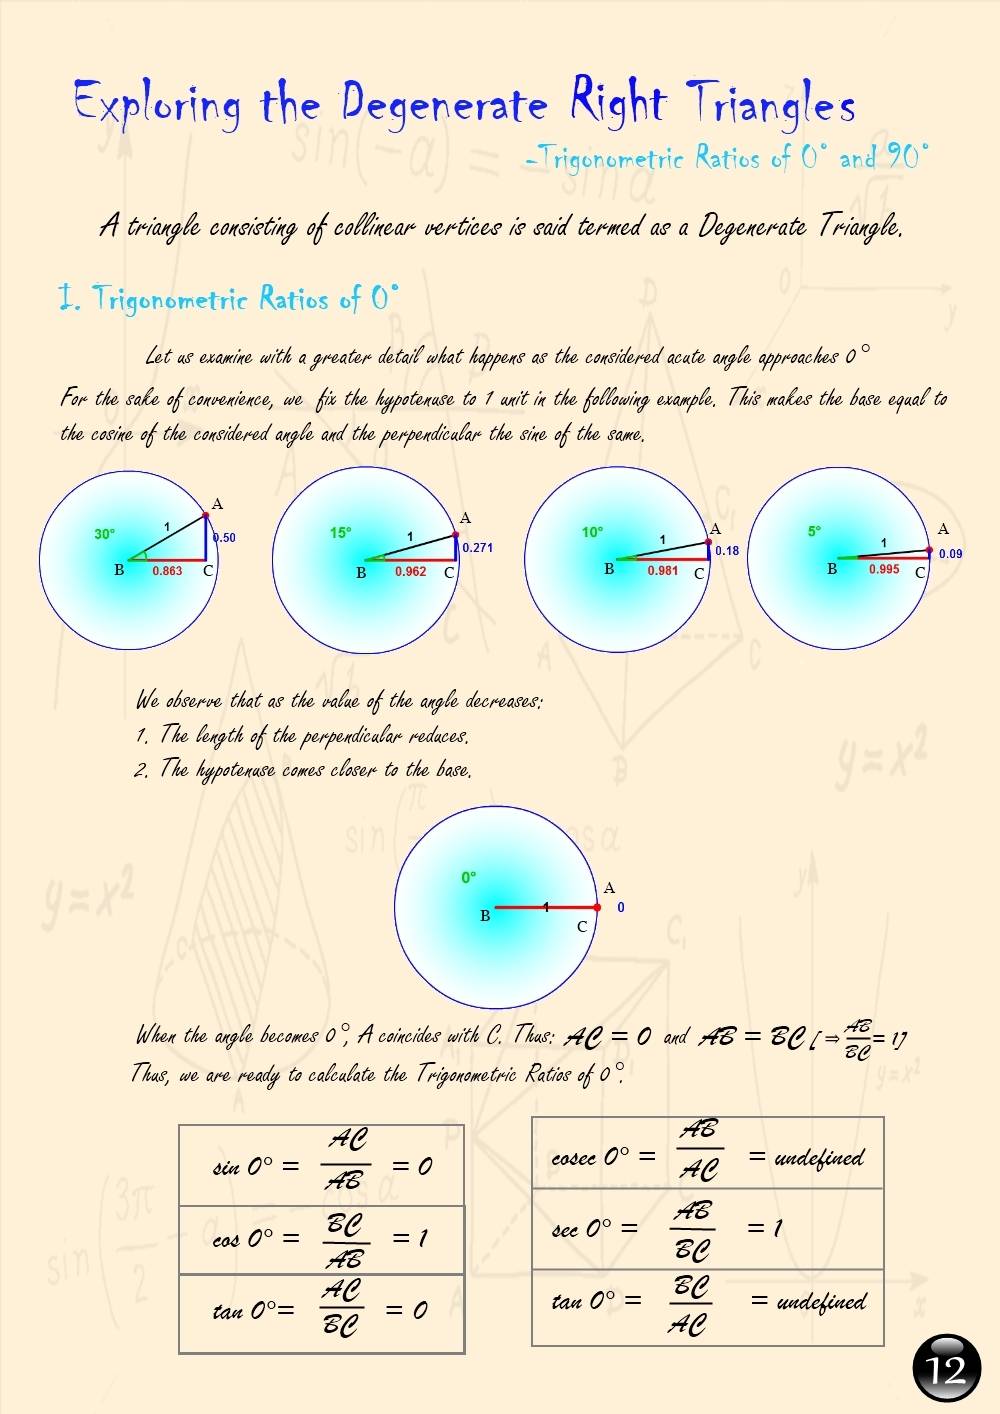 Exploring the Degenerate Right Triangles
-Trigonometric Ratios of 0° and 90°
A triangle consisting of collinear vertices is said termed as a Degenerate Triangle.
I. Trigonometric Ratios of 0°
Let us examine with a greater detail what happens as the considered acute angle approaches 0°
For the sake of convenience, we fix the hypotenuse to 1 unit in the following example. This makes the base equal to
the cosine of the considered angle and the perpendicular the sine of the same.
30° 1 A 0.50 B 0.863 C
15° 1 A 0.271 B 0.962 C
10° 1 A 0.18 B 0.981 C
5° 1 A 0.09 B 0.995 C
We observe that as the value of the angle decreases:
1. The length of the perpendicular reduces.
2. The hypotenuse comes closer to the base.
0° A
B 1 0
C
When the angle becomes 0°, A coincides with C. Thus: AC = 0 and AB = BC [⇒ AB/BC = 1]
Thus, we are ready to calculate the Trigonometric Ratios of 0°.
sin 0° = AC/AB = 0
cos 0° = BC/AB = 1
tan 0°= AC/BC = 0
cosec 0° = AB/AC = undefined
sec 0° = AB/BC = 1
tan 0° = BC/AC = undefined
12
sin(-α) = -sinα
y=x²
y=x²
y=x²